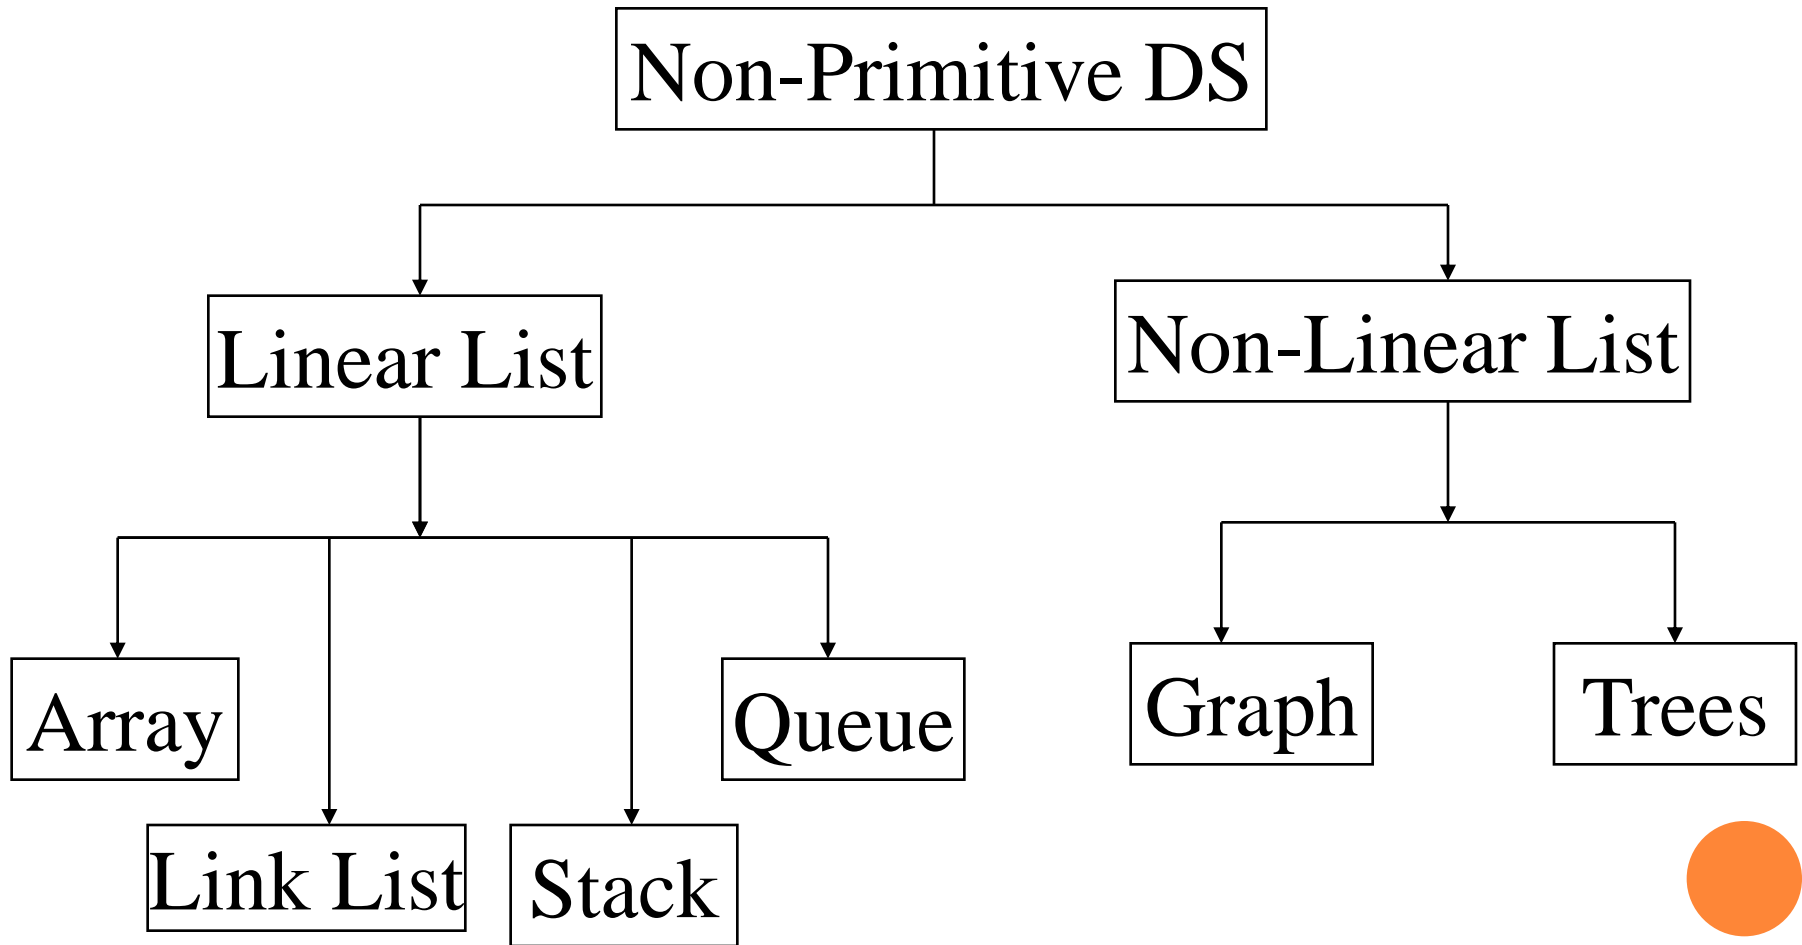 Non-Primitive DS
Linear List
Non-Linear List
Array
Queue
Graph
Trees
Link List
Stack